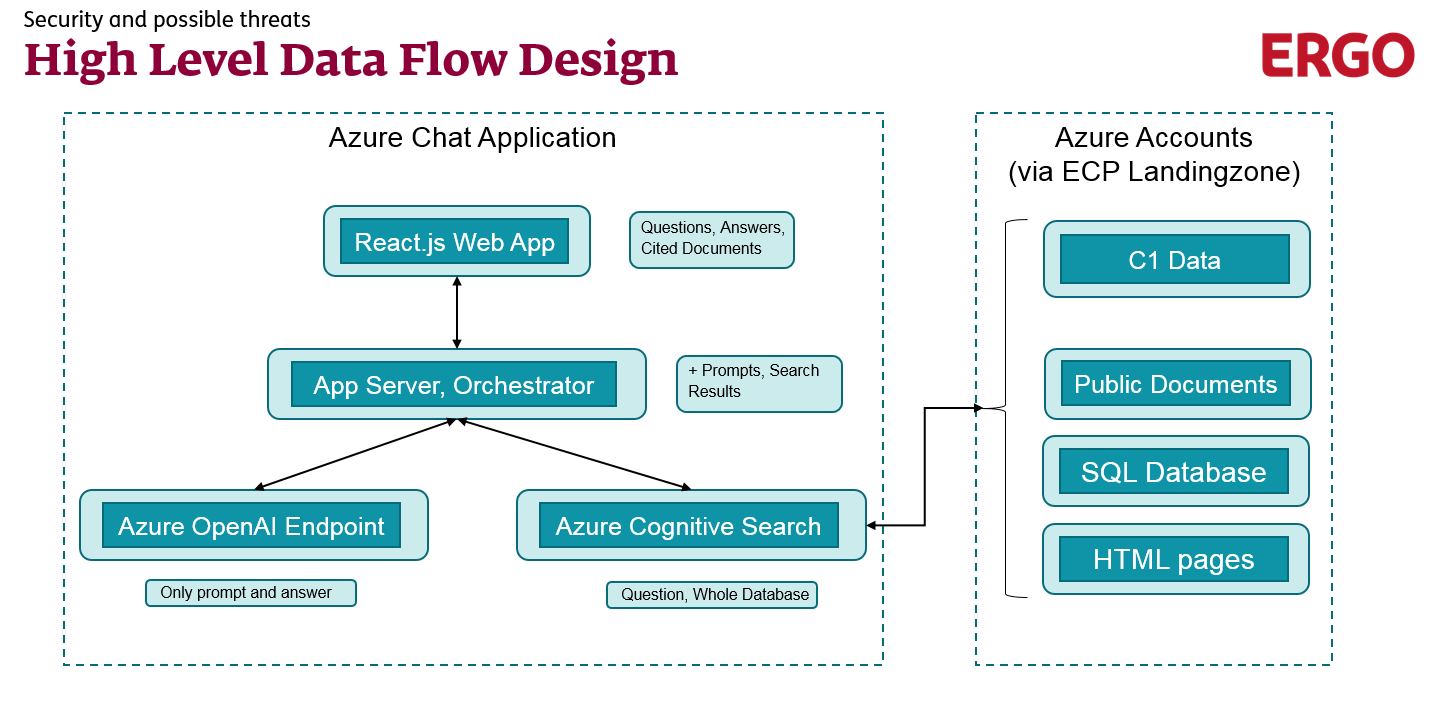 Security and possible threats
High Level Data Flow Design
ERGO
Azure Chat Application
React.js Web App
Questions, Answers,
Cited Documents
App Server, Orchestrator
+ Prompts, Search
Results
Azure OpenAI Endpoint
Azure Cognitive Search
Only prompt and answer
Question, Whole Database
Azure Accounts
(via ECP Landingzone)
C1 Data
Public Documents
SQL Database
HTML pages